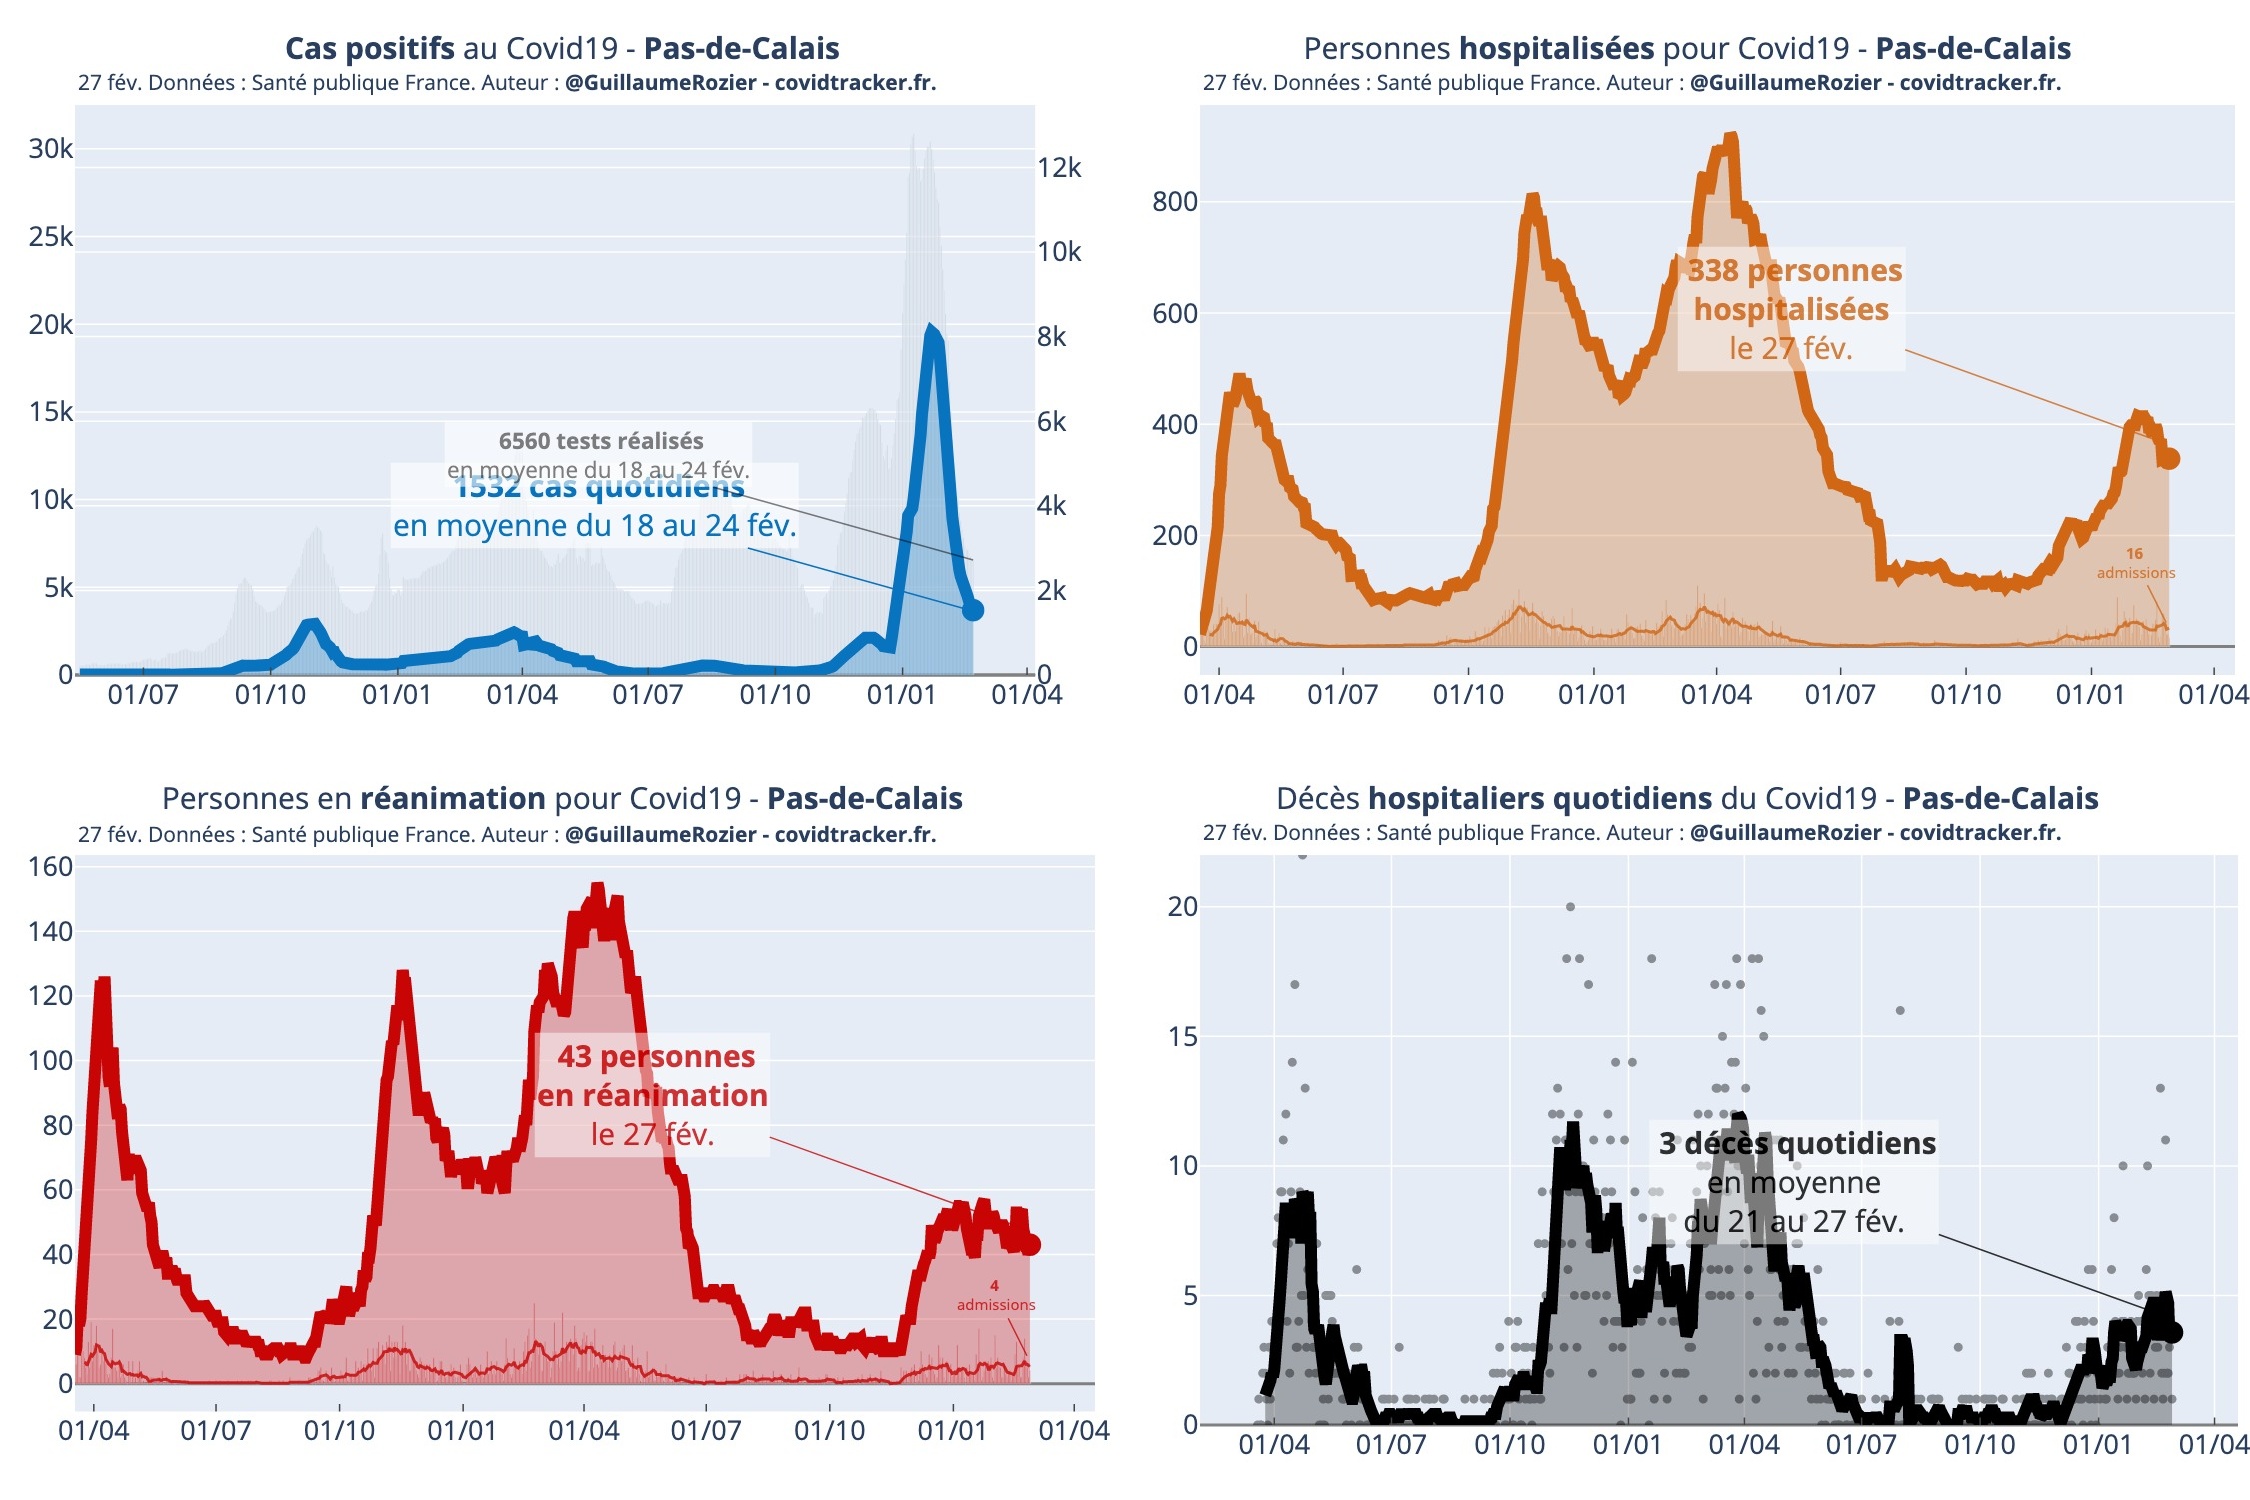 Cas positifs au Covid19 - Pas-de-Calais
27 fév. Données : Santé publique France. Auteur : @GuillaumeRozier - covidtracker.fr.
30k
25k
20k
15k
10k
5k
0
12k
10k
8k
6k
4k
2k
0
6560 tests réalisés
en moyenne du 18 au 24 fév.
1532 cas quotidiens
en moyenne du 18 au 24 fév.
01/07 01/10 01/01 01/04 01/07 01/10 01/01 01/04
Personnes hospitalisées pour Covid19 - Pas-de-Calais
27 fév. Données : Santé publique France. Auteur : @GuillaumeRozier - covidtracker.fr.
800
600
400
200
0
338 personnes
hospitalisées
le 27 fév.
16
admissions
01/04 01/07 01/10 01/01 01/04 01/07 01/10 01/01 01/04
Personnes en réanimation pour Covid19 - Pas-de-Calais
27 fév. Données : Santé publique France. Auteur : @GuillaumeRozier - covidtracker.fr.
160
140
120
100
80
60
40
20
0
43 personnes
en réanimation
le 27 fév.
4
admissions
01/04 01/07 01/10 01/01 01/04 01/07 01/10 01/01 01/04
Décès hospitaliers quotidiens du Covid19 - Pas-de-Calais
27 fév. Données : Santé publique France. Auteur : @GuillaumeRozier - covidtracker.fr.
20
15
10
5
0
3 décès quotidiens
en moyenne
du 21 au 27 fév.
01/04 01/07 01/10 01/01 01/04 01/07 01/10 01/01 01/04